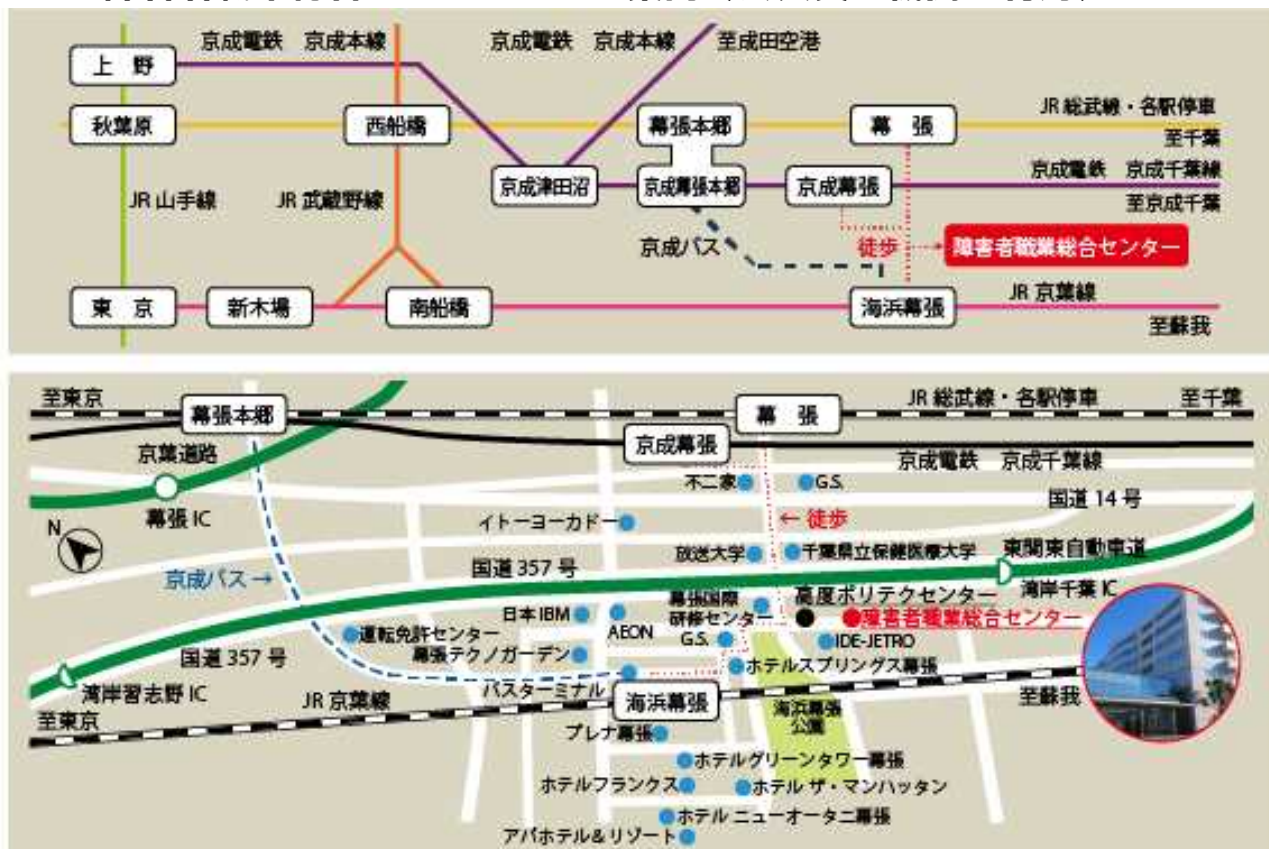 京成電鉄 京成本線
京成電鉄 京成本線
至成田空港
上野
JR 総武線・各駅停車
秋葉原
西船橋
幕張本郷
幕張
至千葉
京成津田沼
京成幕張本郷
京成幕張
京成電鉄 京成千葉線
至京成千葉
JR 山手線
JR 武蔵野線
京成バス
徒歩
障害者職業総合センター
東京
新木場
南船橋
海浜幕張
JR 京葉線
至蘇我
至東京
幕張本郷
幕張
JR 総武線・各駅停車
至千葉
京成幕張
京葉道路
京成電鉄 京成千葉線
不二家
G.S.
国道 14 号
幕張 IC
N
イトーヨーカドー
← 徒歩
放送大学
千葉県立保健医療大学
東関東自動車道
京成バス →
国道 357 号
湾岸千葉 IC
高度ポリテクセンター
幕張国際
研修センター
障害者職業総合センター
日本 IBM
AEON
G.S.
IDE-JETRO
運転免許センター
幕張テクノガーデン
国道 357 号
ホテルスプリングス幕張
バスターミナル
湾岸習志野 IC
JR 京葉線
海浜幕張
至蘇我
至東京
海浜幕張
公園
プレナ幕張
ホテルグリーンタワー幕張
ホテルフランクス
ホテル ザ・マンハッタン
ホテル ニューオータニ幕張
アパホテル&リゾート